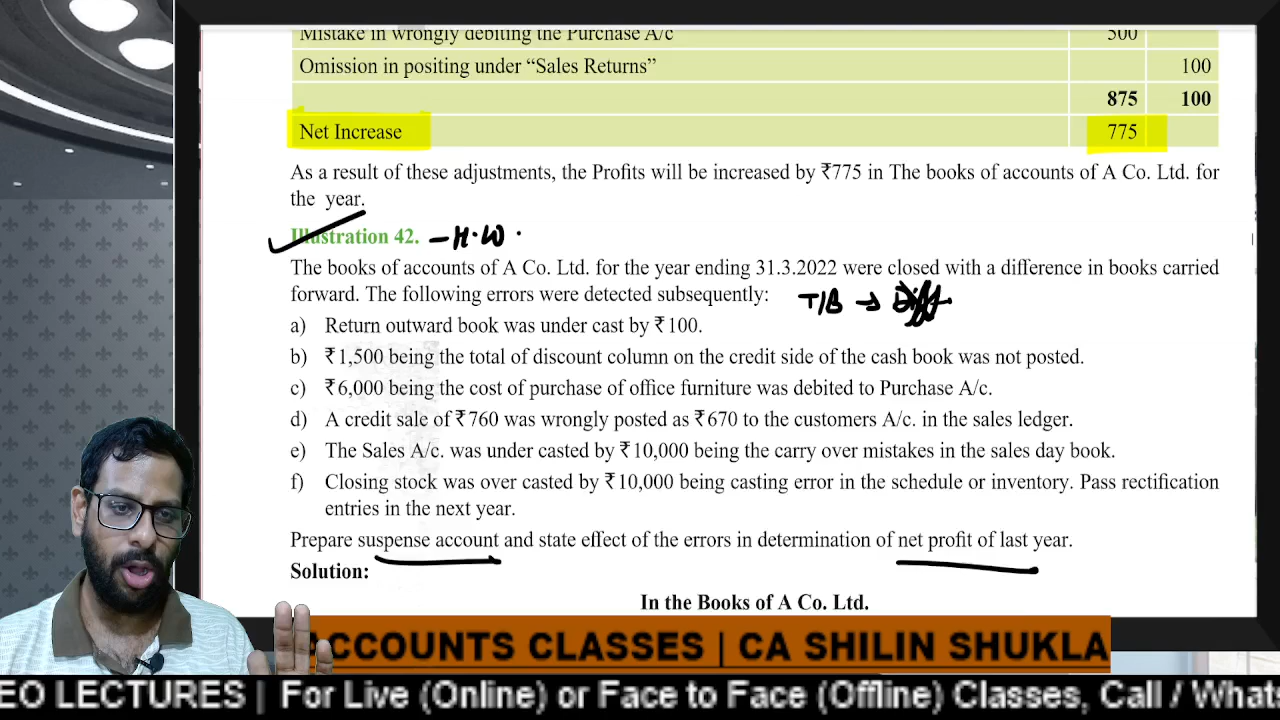 Mistake in wrongly debiting the Purchase A/c 500
Omission in positing under “Sales Returns” 100
875 100
Net Increase 775
As a result of these adjustments, the Profits will be increased by ₹775 in The books of accounts of A Co. Ltd. for
the year.
Illustration 42. – H.W.
The books of accounts of A Co. Ltd. for the year ending 31.3.2022 were closed with a difference in books carried
forward. The following errors were detected subsequently: T/B → Diff.
a) Return outward book was under cast by ₹ 100.
b) ₹ 1,500 being the total of discount column on the credit side of the cash book was not posted.
c) ₹ 6,000 being the cost of purchase of office furniture was debited to Purchase A/c.
d) A credit sale of ₹ 760 was wrongly posted as ₹ 670 to the customers A/c. in the sales ledger.
e) The Sales A/c. was under casted by ₹ 10,000 being the carry over mistakes in the sales day book.
f) Closing stock was over casted by ₹ 10,000 being casting error in the schedule or inventory. Pass rectification
entries in the next year.
Prepare suspense account and state effect of the errors in determination of net profit of last year.
Solution:
In the Books of A Co. Ltd.
ACCOUNTS CLASSES | CA SHILIN SHUKLA
EO LECTURES | For Live (Online) or Face to Face (Offline) Classes, Call / Whats